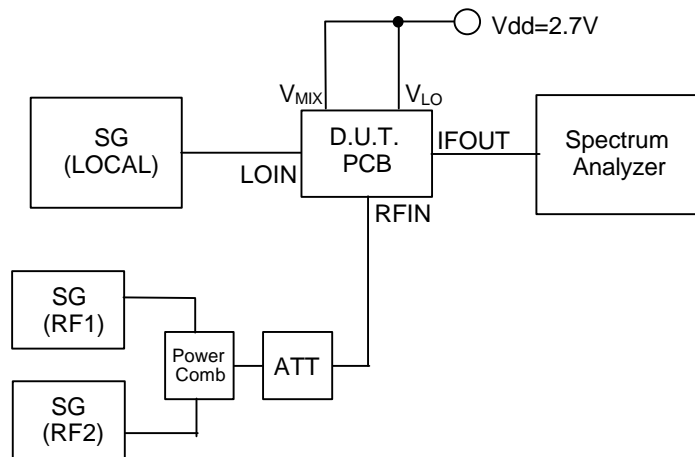 Vdd=2.7V
VMIX
VLO
SG
(LOCAL)
LOIN
D.U.T.
PCB
IFOUT
Spectrum
Analyzer
RFIN
SG
(RF1)
Power
Comb
ATT
SG
(RF2)